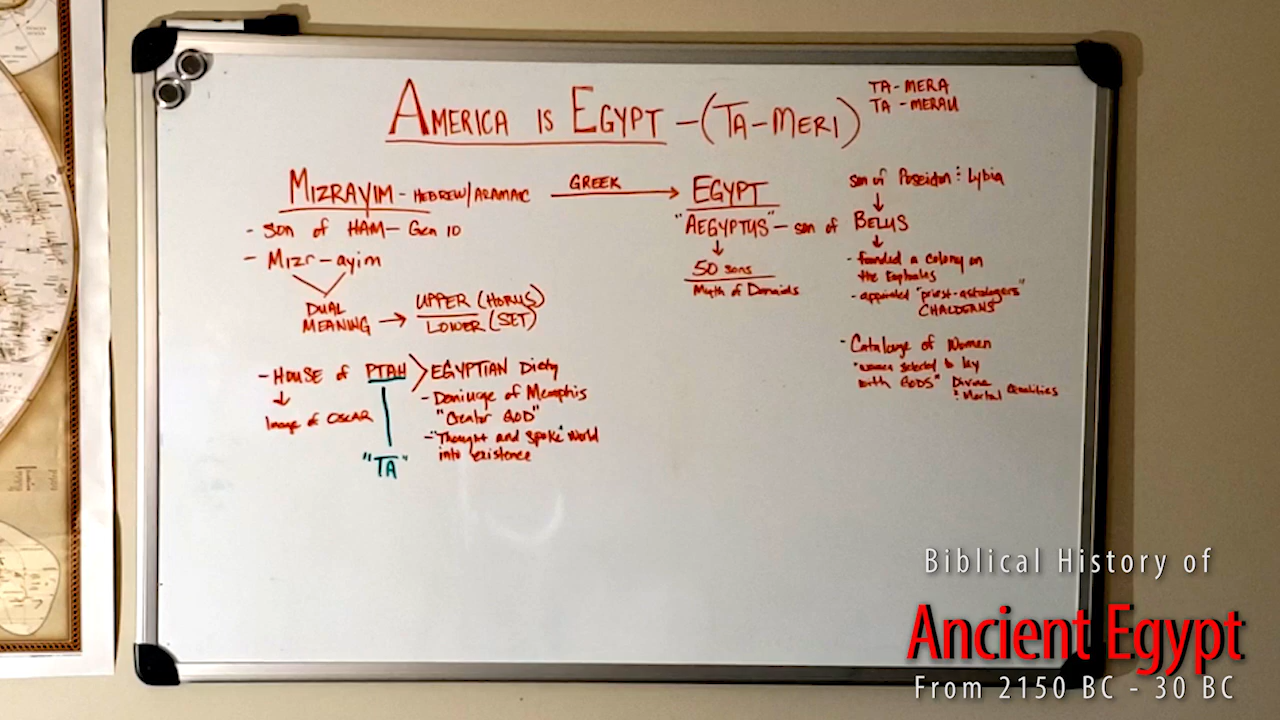 AMERICA IS EGYPT – (TA-MERI)
TA-MERA
TA-MERAU
MIZRAYIM - HEBREW/ARAMAIC
GREEK
EGYPT
- SON OF HAM - GEN 10
- Mizr-ayim
DUAL
MEANING
UPPER (HORUS)
LOWER (SET)
- HOUSE of PTAH
Image of OSCAR
"TA"
EGYPTIAN Diety
- Demiurge of Memphis
"Creator GOD"
- "Thought and spoke" World
into existence
"AEGYPTUS" - son of BELUS
50 sons
Myth of Danaids
son of Poseidon : Lybia
- founded a colony on
the Euphates
- appointed "priest-astrologers"
CHALDEANS
- Catalouge of Women
"women selected to lay
with GODS" Divine
: Mortal Qualities
Biblical History of
Ancient Egypt
From 2150 BC - 30 BC